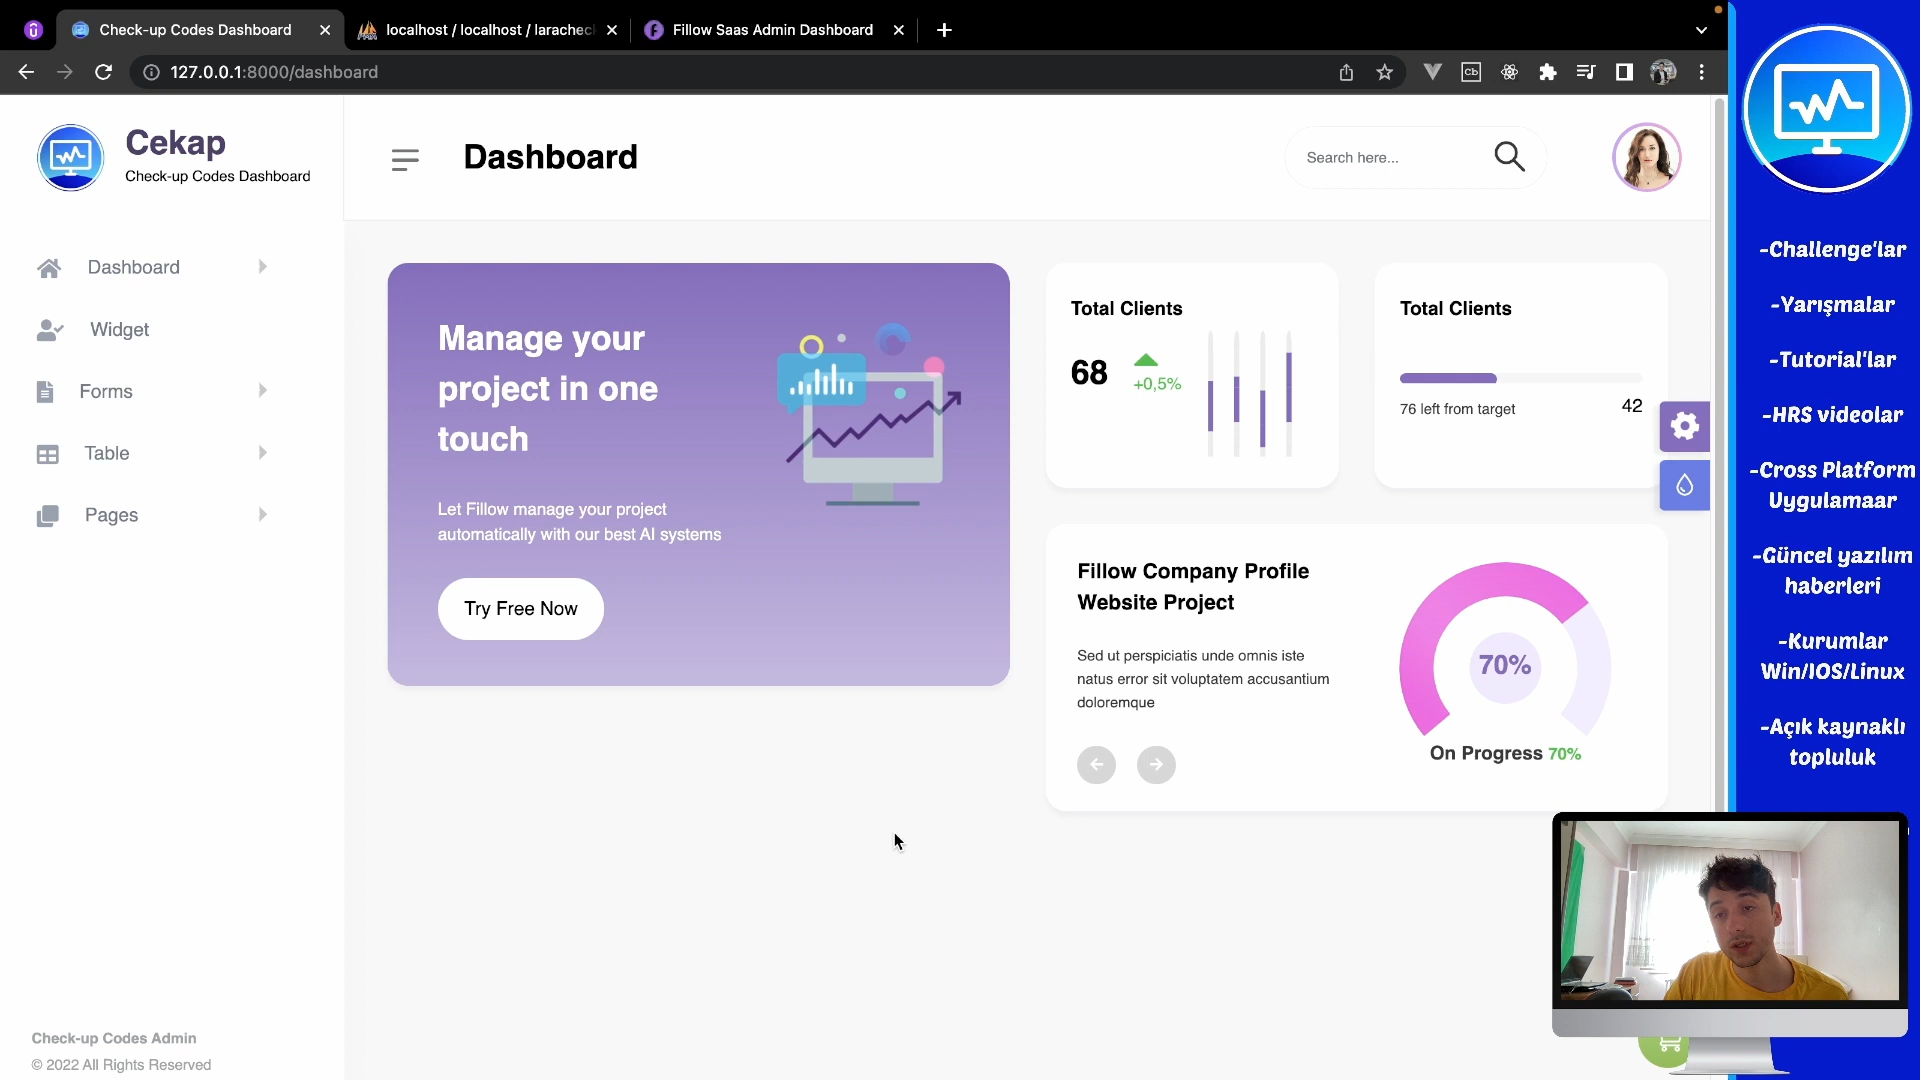 Check-up Codes Dashboard
localhost / localhost / larachec
Fillow Saas Admin Dashboard
127.0.0.1:8000/dashboard
Cb
Cekap
Check-up Codes Dashboard
Dashboard
Search here...
Dashboard
Widget
Forms
Table
Pages
Manage your
project in one
touch
Let Fillow manage your project
automatically with our best AI systems
Try Free Now
Total Clients
68
+0,5%
Total Clients
76 left from target
42
Fillow Company Profile
Website Project
Sed ut perspiciatis unde omnis iste
natus error sit voluptatem accusantium
doloremque
70%
On Progress 70%
Check-up Codes Admin
© 2022 All Rights Reserved
-Challenge'lar
-Yarışmalar
-Tutorial'lar
-HRS videolar
-Cross Platform
Uygulamaar
-Güncel yazılım
haberleri
-Kurumlar
Win/IOS/Linux
-Açık kaynaklı
topluluk